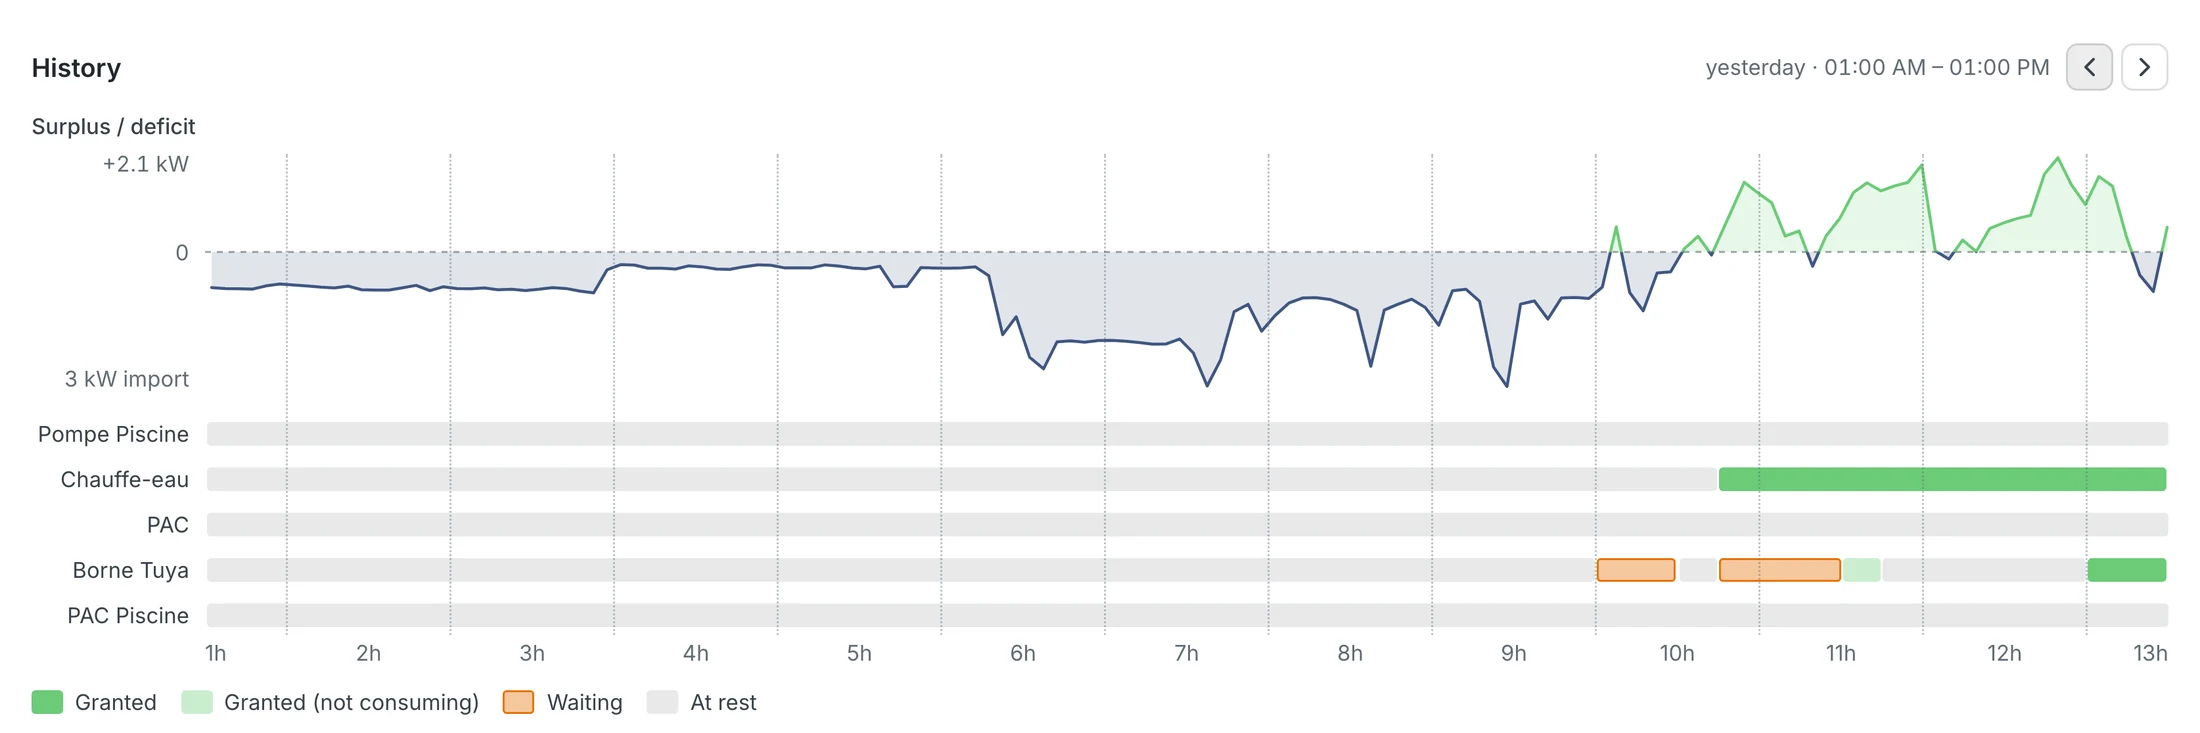 History
yesterday · 01:00 AM – 01:00 PM
Surplus / deficit
+2.1 kW
0
3 kW import
Pompe Piscine
Chauffe-eau
PAC
Borne Tuya
PAC Piscine
1h 2h 3h 4h 5h 6h 7h 8h 9h 10h 11h 12h 13h
Granted Granted (not consuming) Waiting At rest